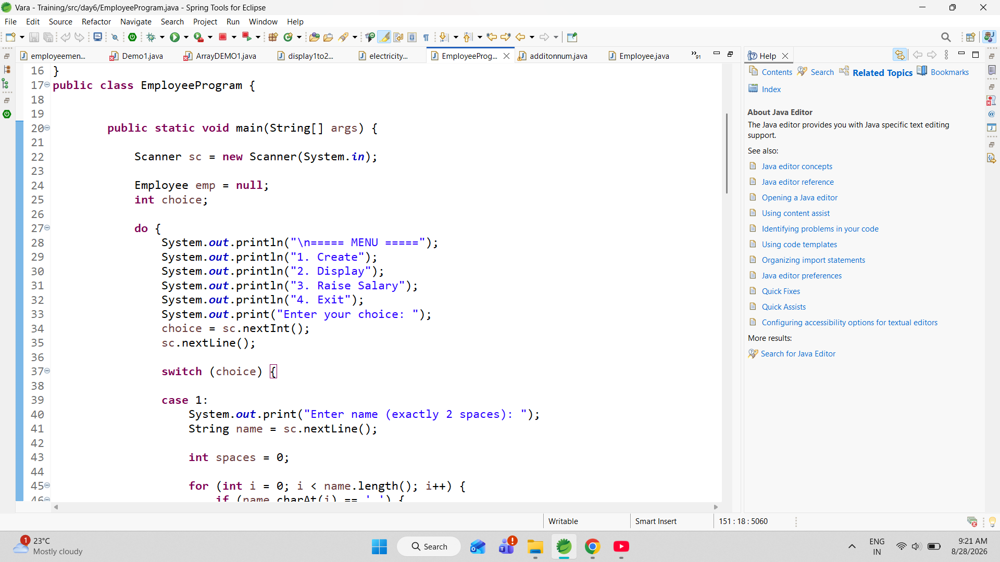 Vara - Training/src/day6/EmployeeProgram.java - Spring Tools for Eclipse
File Edit Source Refactor Navigate Search Project Run Window Help
employeemen... Demo1.java ArrayDEMO1.java display1to2... electricity... EmployeeProg... additonnum.java Employee.java »91
16 }
17 public class EmployeeProgram {
18
19
20 public static void main(String[] args) {
21
22 Scanner sc = new Scanner(System.in);
23
24 Employee emp = null;
25 int choice;
26
27 do {
28 System.out.println("\n===== MENU =====");
29 System.out.println("1. Create");
30 System.out.println("2. Display");
31 System.out.println("3. Raise Salary");
32 System.out.println("4. Exit");
33 System.out.print("Enter your choice: ");
34 choice = sc.nextInt();
35 sc.nextLine();
36
37 switch (choice) {
38
39 case 1:
40 System.out.print("Enter name (exactly 2 spaces): ");
41 String name = sc.nextLine();
42
43 int spaces = 0;
44
45 for (int i = 0; i < name.length(); i++) {
46 if (name.charAt(i) == ' ') {
Help
Contents Search Related Topics Bookmarks
Index
About Java Editor
The Java editor provides you with Java specific text editing
support.
See also:
Java editor concepts
Java editor reference
Opening a Java editor
Using content assist
Identifying problems in your code
Using code templates
Organizing import statements
Java editor preferences
Quick Fixes
Quick Assists
Configuring accessibility options for textual editors
More results:
Search for Java Editor
Writable Smart Insert 151 : 18 : 5060
1 23°C
Mostly cloudy
Search
ENG
IN
9:21 AM
8/28/2026